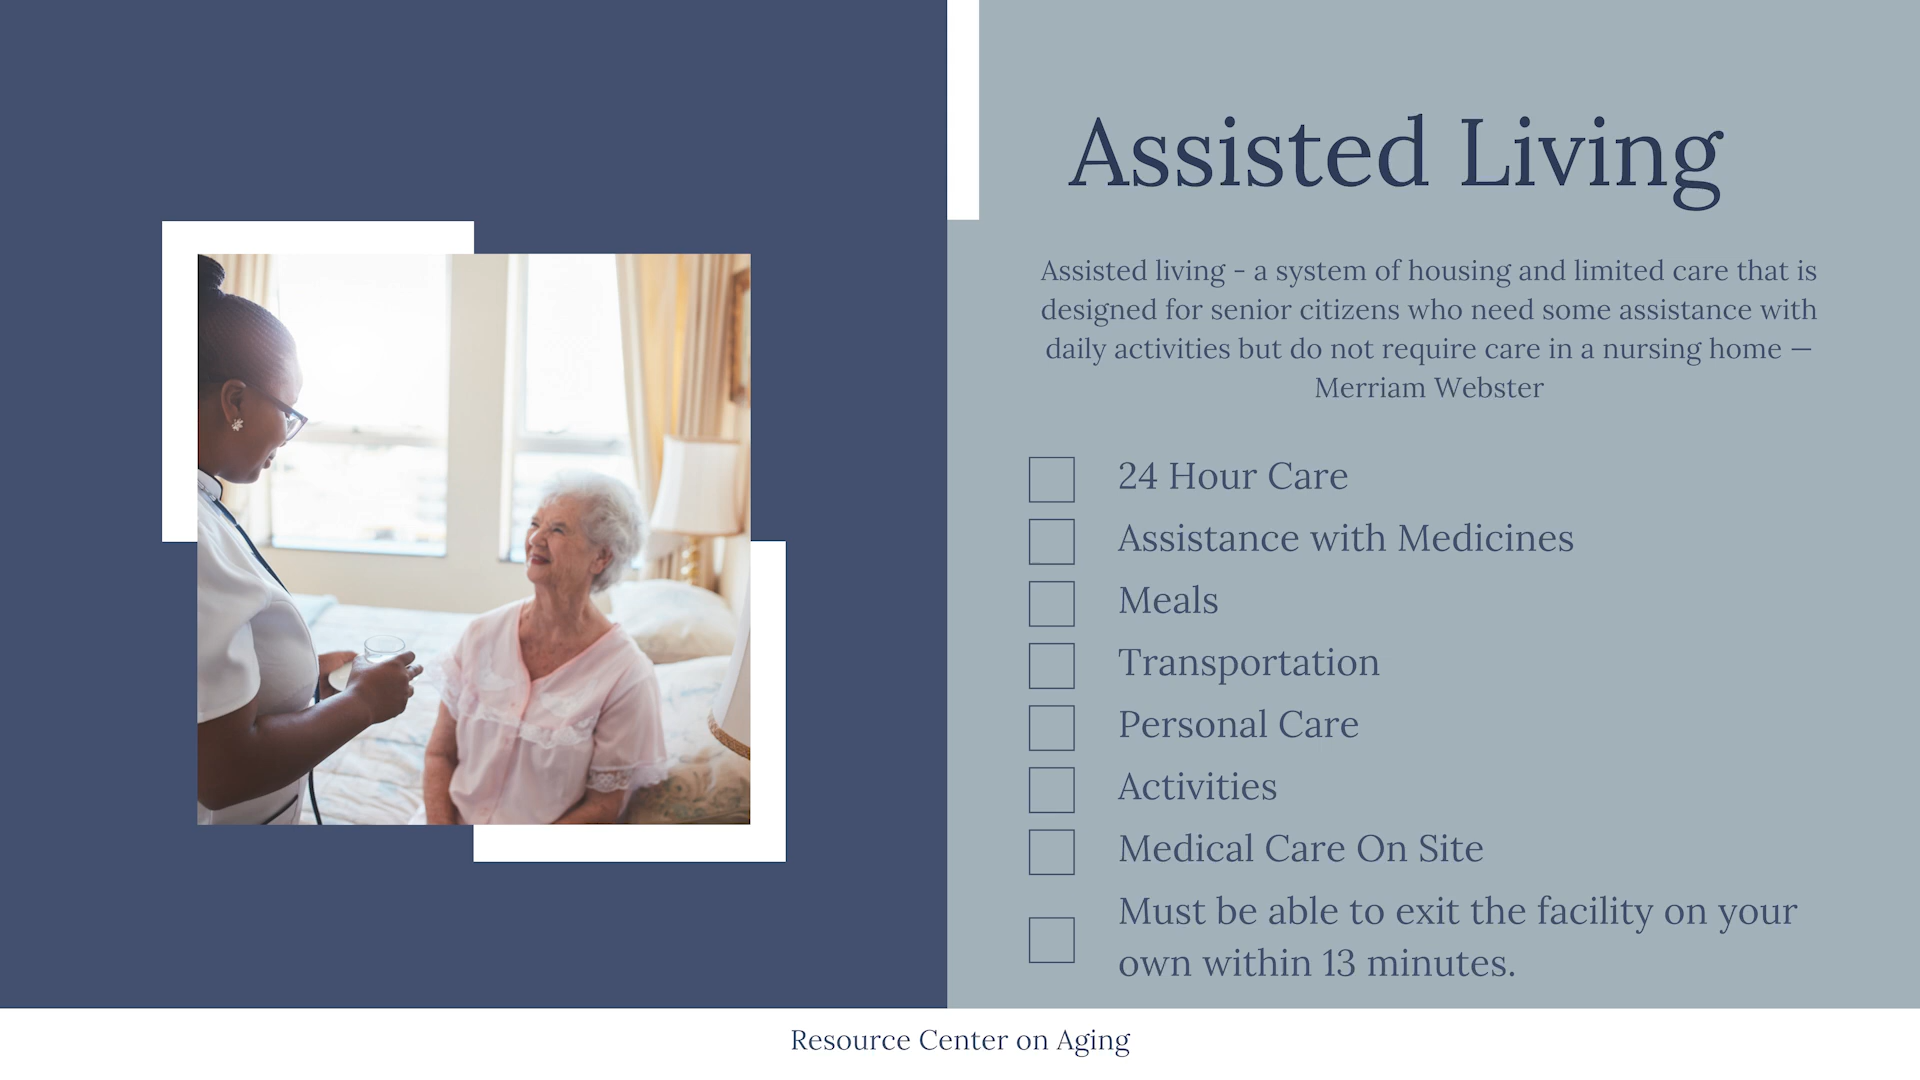 Assisted Living
Assisted living - a system of housing and limited care that is
designed for senior citizens who need some assistance with
daily activities but do not require care in a nursing home —
Merriam Webster
24 Hour Care
Assistance with Medicines
Meals
Transportation
Personal Care
Activities
Medical Care On Site
Must be able to exit the facility on your
own within 13 minutes.
Resource Center on Aging